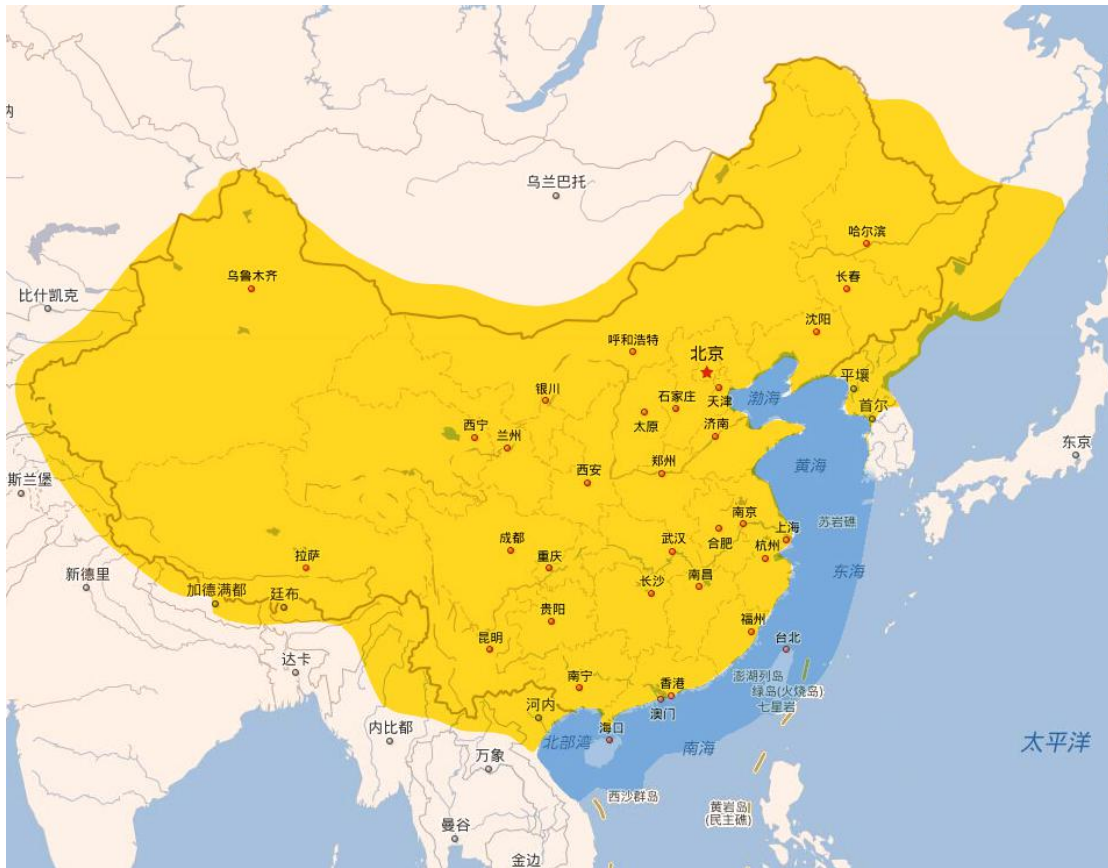 纳
乌兰巴托
哈尔滨
乌鲁木齐
长春
比什凯克
沈阳
呼和浩特
北京
平壤
银川
天津
渤海
石家庄
首尔
西宁
太原
济南
兰州
东京
郑州
黄海
西安
斯兰堡
南京
苏岩礁
上海
成都
武汉
合肥
杭州
重庆
拉萨
东海
新德里
长沙
南昌
加德满都
廷布
贵阳
福州
昆明
台北
达卡
澎湖列岛
南宁
香港
绿岛(火烧岛)
七星岩
河内
澳门
内比都
海口
北部湾
太平洋
南海
万象
西沙群岛
黄岩岛
(民主礁)
曼谷
金边